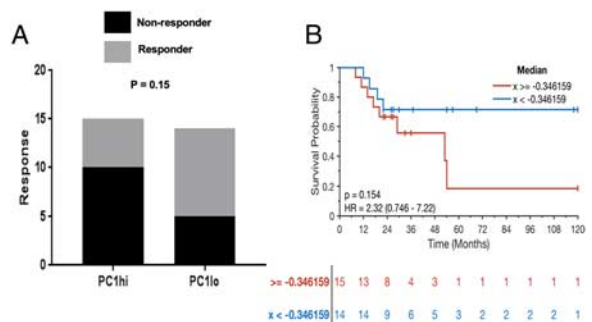 A
Non-responder
Responder
P = 0.15
Response
20
15
10
5
0
PC1hi
PC1lo
B
Median
x >= -0.346159
x < -0.346159
Survival Probability
1
0.8
0.6
0.4
0.2
0
p = 0.154
HR = 2.32 (0.746 - 7.22)
0 12 24 36 48 60 72 84 96 108 120
Time (Months)
>= -0.346159 15 13 8 4 3 1 1 1 1 1 1
x < -0.346159 14 14 9 6 5 3 2 2 2 2 1